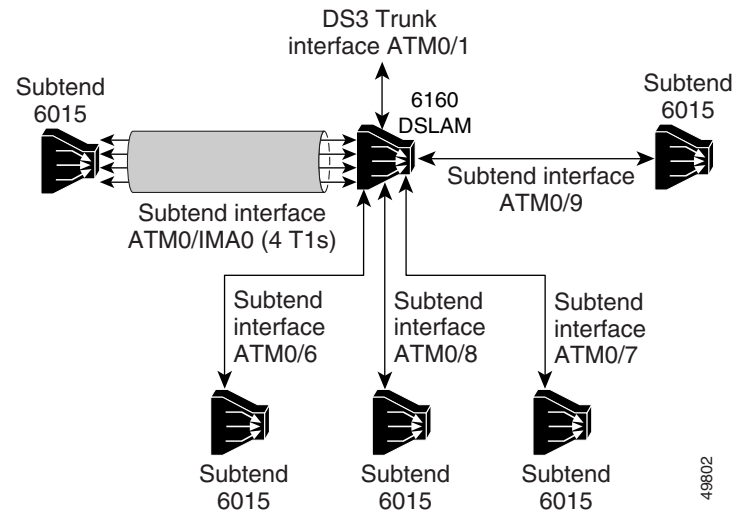 DS3 Trunk
interface ATM0/1
Subtend
6015
6160
DSLAM
Subtend
6015
Subtend interface
ATM0/9
Subtend interface
ATM0/IMA0 (4 T1s)
Subtend
interface
ATM0/6
Subtend
interface
ATM0/8
Subtend
interface
ATM0/7
Subtend
6015
Subtend
6015
Subtend
6015
49802